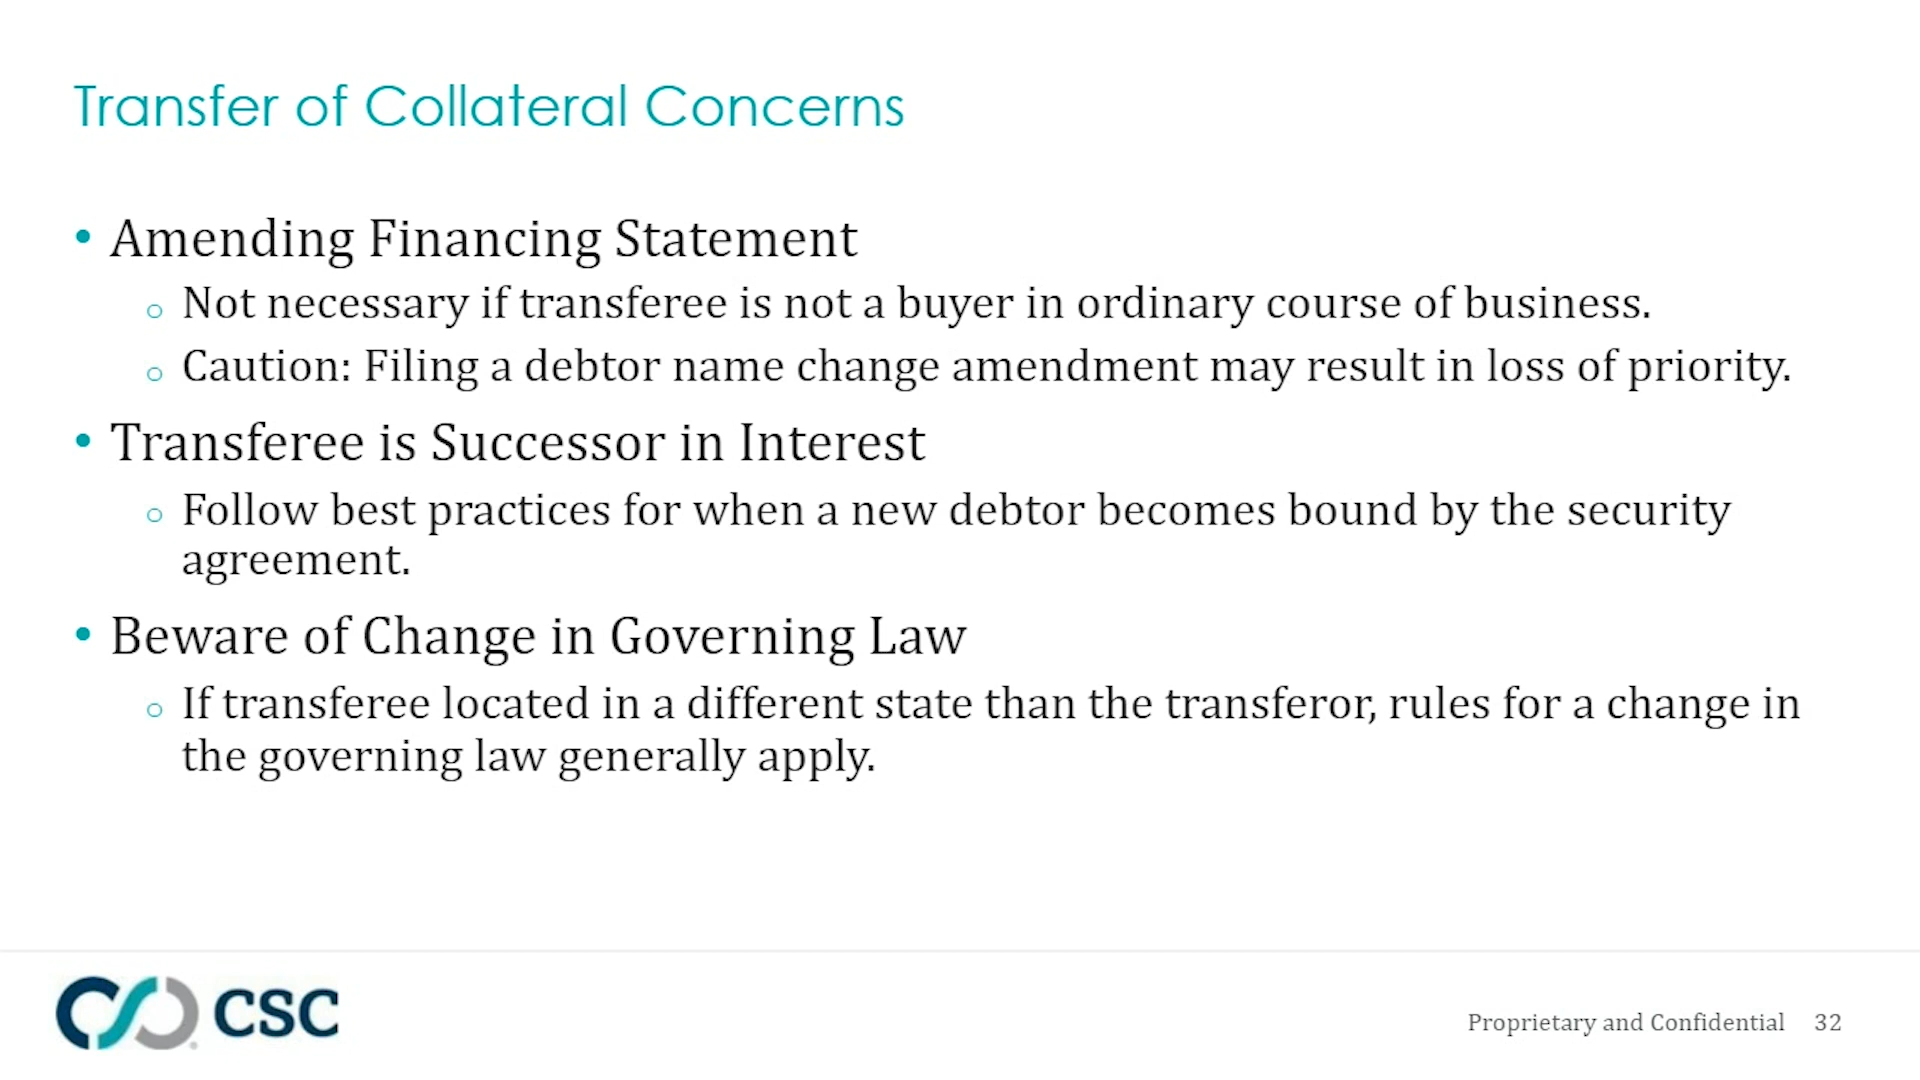 Transfer of Collateral Concerns
• Amending Financing Statement
○ Not necessary if transferee is not a buyer in ordinary course of business.
○ Caution: Filing a debtor name change amendment may result in loss of priority.
• Transferee is Successor in Interest
○ Follow best practices for when a new debtor becomes bound by the security
agreement.
• Beware of Change in Governing Law
○ If transferee located in a different state than the transferor, rules for a change in
the governing law generally apply.
CSC
Proprietary and Confidential 32